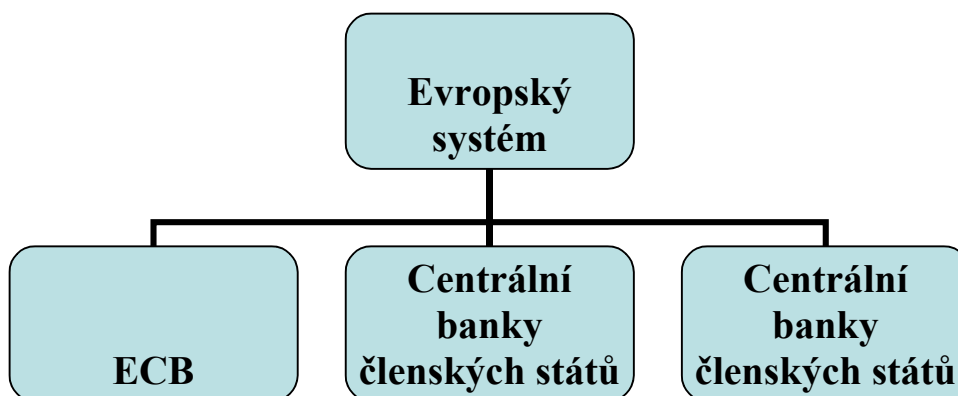 Evropský
systém
ECB
Centrální
banky
členských států
Centrální
banky
členských států